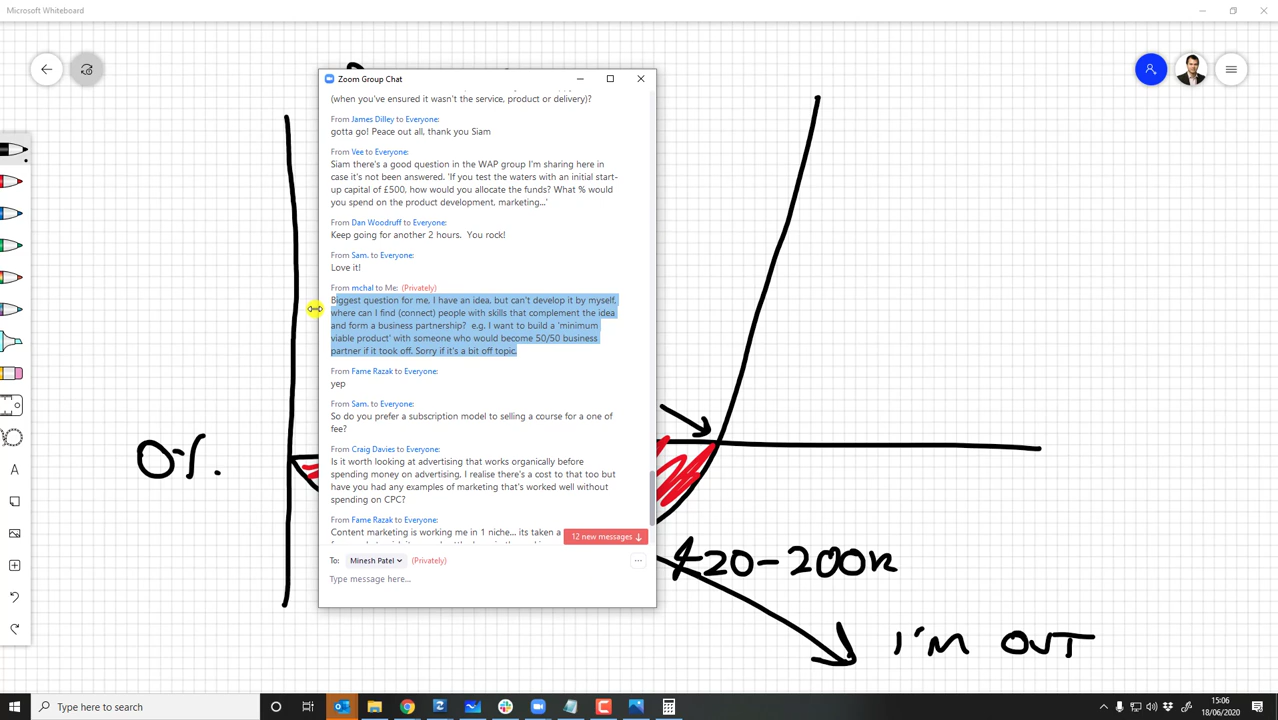 Microsoft Whiteboard
Zoom Group Chat
(when you've ensured it wasn't the service, product or delivery)?
From James Dilley to Everyone:
gotta go! Peace out all, thank you Siam
From Vee to Everyone:
Siam there's a good question in the WAP group I'm sharing here in
case it's not been answered. 'If you test the waters with an initial start-
up capital of £500, how would you allocate the funds? What % would
you spend on the product development, marketing...'
From Dan Woodruff to Everyone:
Keep going for another 2 hours. You rock!
From Sam. to Everyone:
Love it!
From mchal to Me: (Privately)
Biggest question for me, I have an idea, but can't develop it by myself,
where can I find (connect) people with skills that complement the idea
and form a business partnership? e.g. I want to build a 'minimum
viable product' with someone who would become 50/50 business
partner if it took off. Sorry if it's a bit off topic.
From Fame Razak to Everyone:
yep
From Sam. to Everyone:
So do you prefer a subscription model to selling a course for a one of
fee?
From Craig Davies to Everyone:
Is it worth looking at advertising that works organically before
spending money on advertising, I realise there's a cost to that too but
have you had any examples of marketing that's worked well without
spending on CPC?
From Fame Razak to Everyone:
Content marketing is working me in 1 niche... its taken a
12 new messages
To: Minesh Patel (Privately)
Type message here...
£20-200k
I'M OUT
A
Type here to search
15:06
18/06/2020